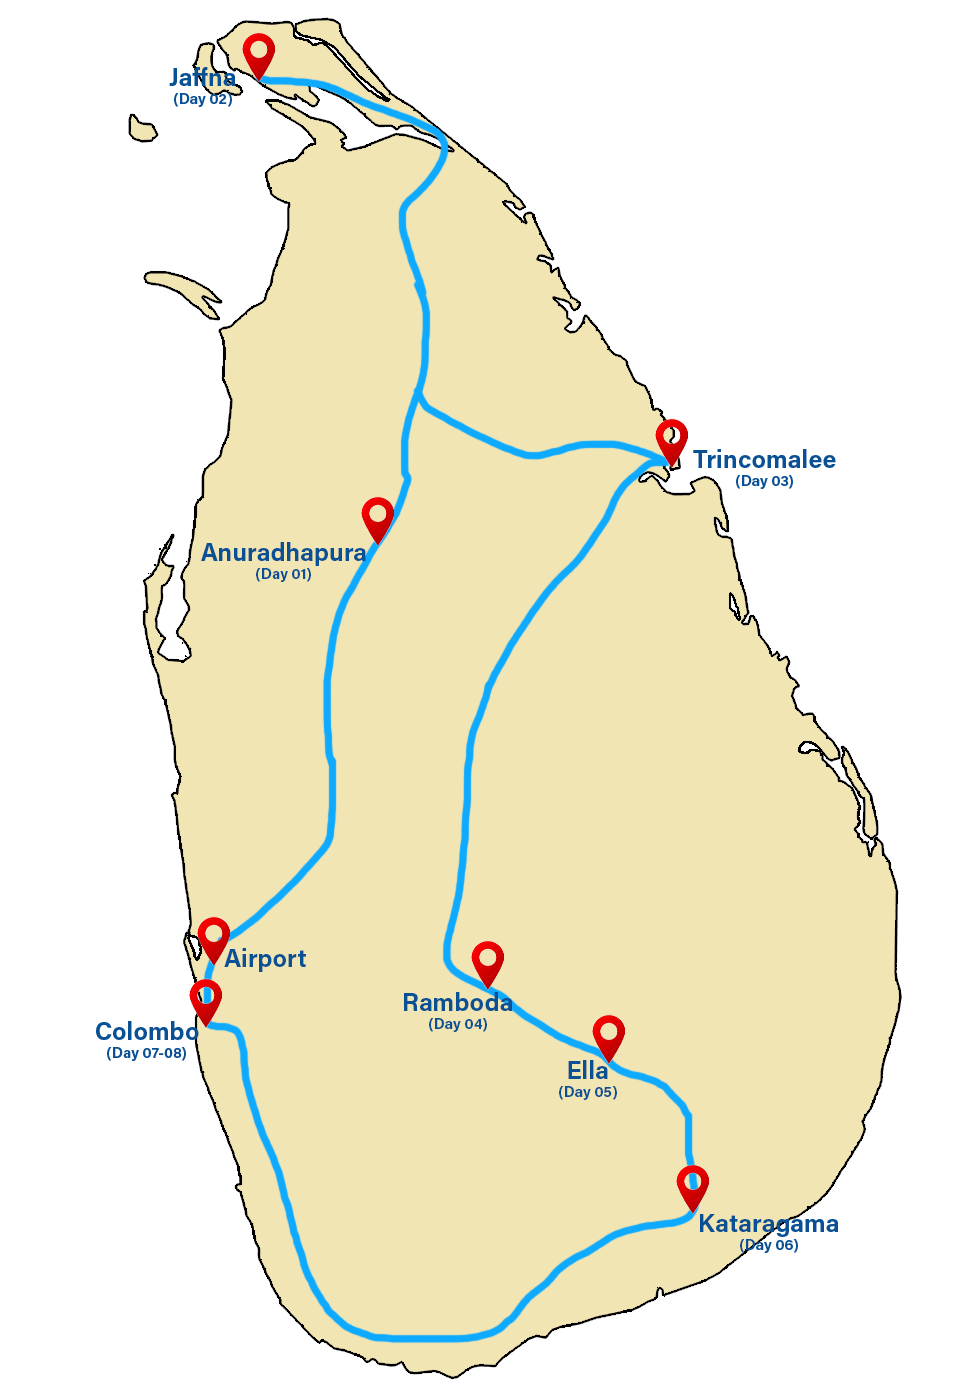 Jaffna
(Day 02)
Trincomalee
(Day 03)
Anuradhapura
(Day 01)
Airport
Ramboda
(Day 04)
Colombo
(Day 07-08)
Ella
(Day 05)
Kataragama
(Day 06)